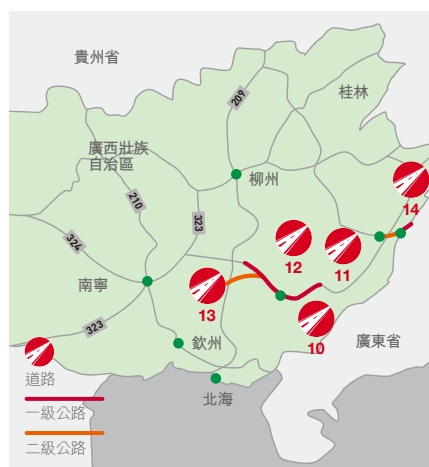 貴州省
桂林
209
廣西壯族
自治區
柳州
14
210
323
324
12
11
南寧
13
10
323
欽州
廣東省
道路
北海
一級公路
二級公路